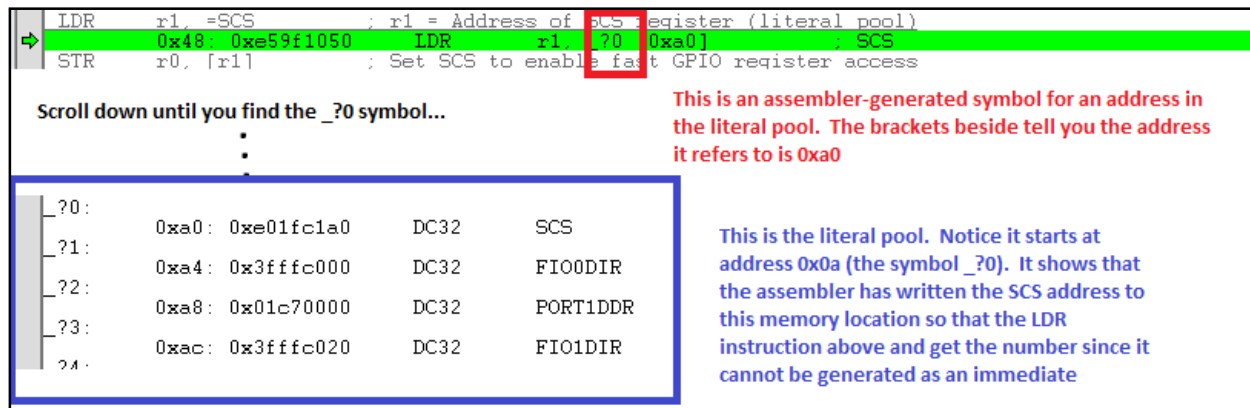 LDR r1, =SCS ; r1 = Address of SCS register (literal pool)
0x48: 0xe59f1050 LDR r1, _?0 [0xa0] ; SCS
STR r0, [r1] ; Set SCS to enable fast GPIO register access
Scroll down until you find the _?0 symbol...
This is an assembler-generated symbol for an address in
the literal pool. The brackets beside tell you the address
it refers to is 0xa0
_?0:
0xa0: 0xe01fc1a0 DC32 SCS
_?1:
0xa4: 0x3fffc000 DC32 FIO0DIR
_?2:
0xa8: 0x01c70000 DC32 PORT1DDR
_?3:
0xac: 0x3fffc020 DC32 FIO1DIR
This is the literal pool. Notice it starts at
address 0x0a (the symbol _?0). It shows that
the assembler has written the SCS address to
this memory location so that the LDR
instruction above and get the number since it
cannot be generated as an immediate